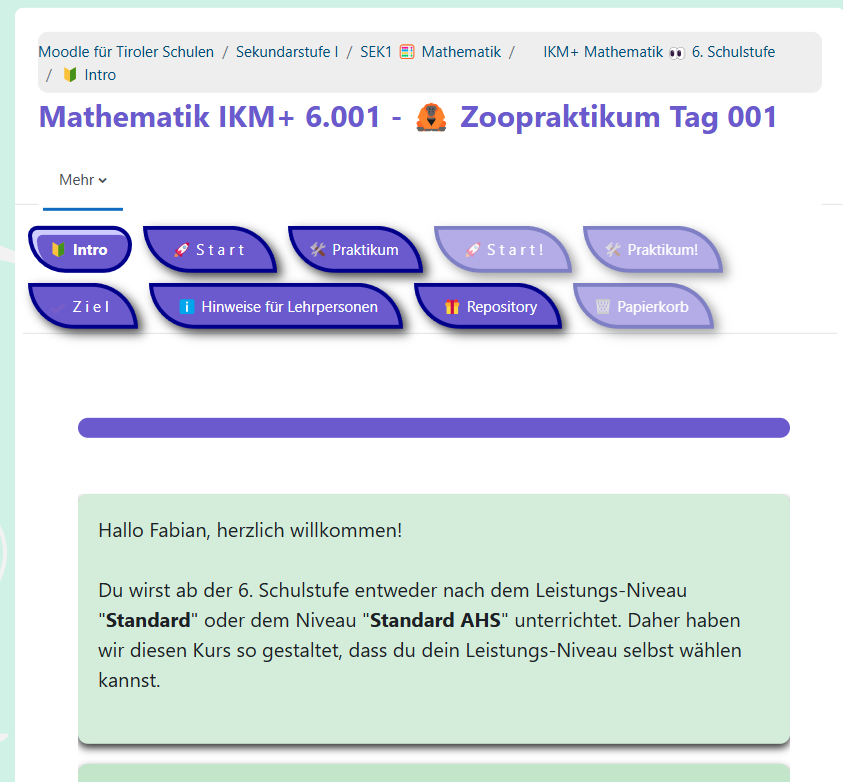 Moodle für Tiroler Schulen / Sekundarstufe I / SEK1 🧮 Mathematik / IKM+ Mathematik 👀 6. Schulstufe
/ 🔰 Intro
Mathematik IKM+ 6.001 - 🦧 Zoopraktikum Tag 001
Mehr
🔰 Intro 🚀 S t a r t 🛠 Praktikum 🚀 S t a r t ! 🛠 Praktikum!
Z i e l ℹ Hinweise für Lehrpersonen 🎁 Repository 🗑 Papierkorb
Hallo Fabian, herzlich willkommen!
Du wirst ab der 6. Schulstufe entweder nach dem Leistungs-Niveau
"Standard" oder dem Niveau "Standard AHS" unterrichtet. Daher haben
wir diesen Kurs so gestaltet, dass du dein Leistungs-Niveau selbst wählen
kannst.